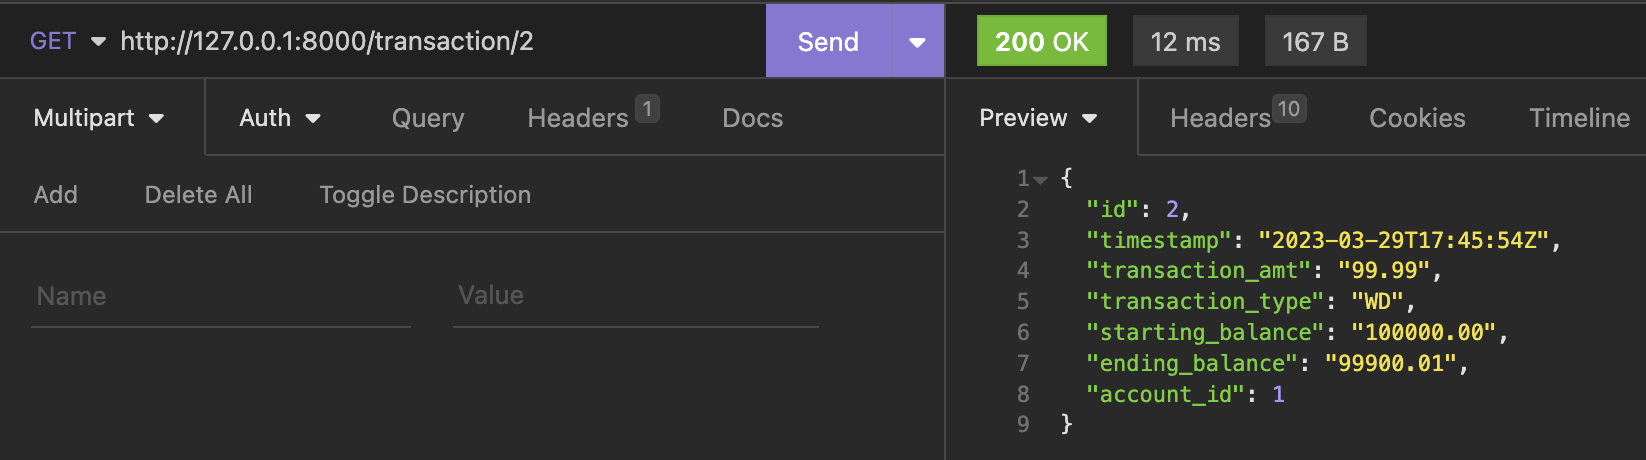 GET http://127.0.0.1:8000/transaction/2 Send 200 OK 12 ms 167 B
Multipart Auth Query Headers 1 Docs Preview Headers 10 Cookies Timeline
Add Delete All Toggle Description
Name Value
1 {
2 "id": 2,
3 "timestamp": "2023-03-29T17:45:54Z",
4 "transaction_amt": "99.99",
5 "transaction_type": "WD",
6 "starting_balance": "100000.00",
7 "ending_balance": "99900.01",
8 "account_id": 1
9 }